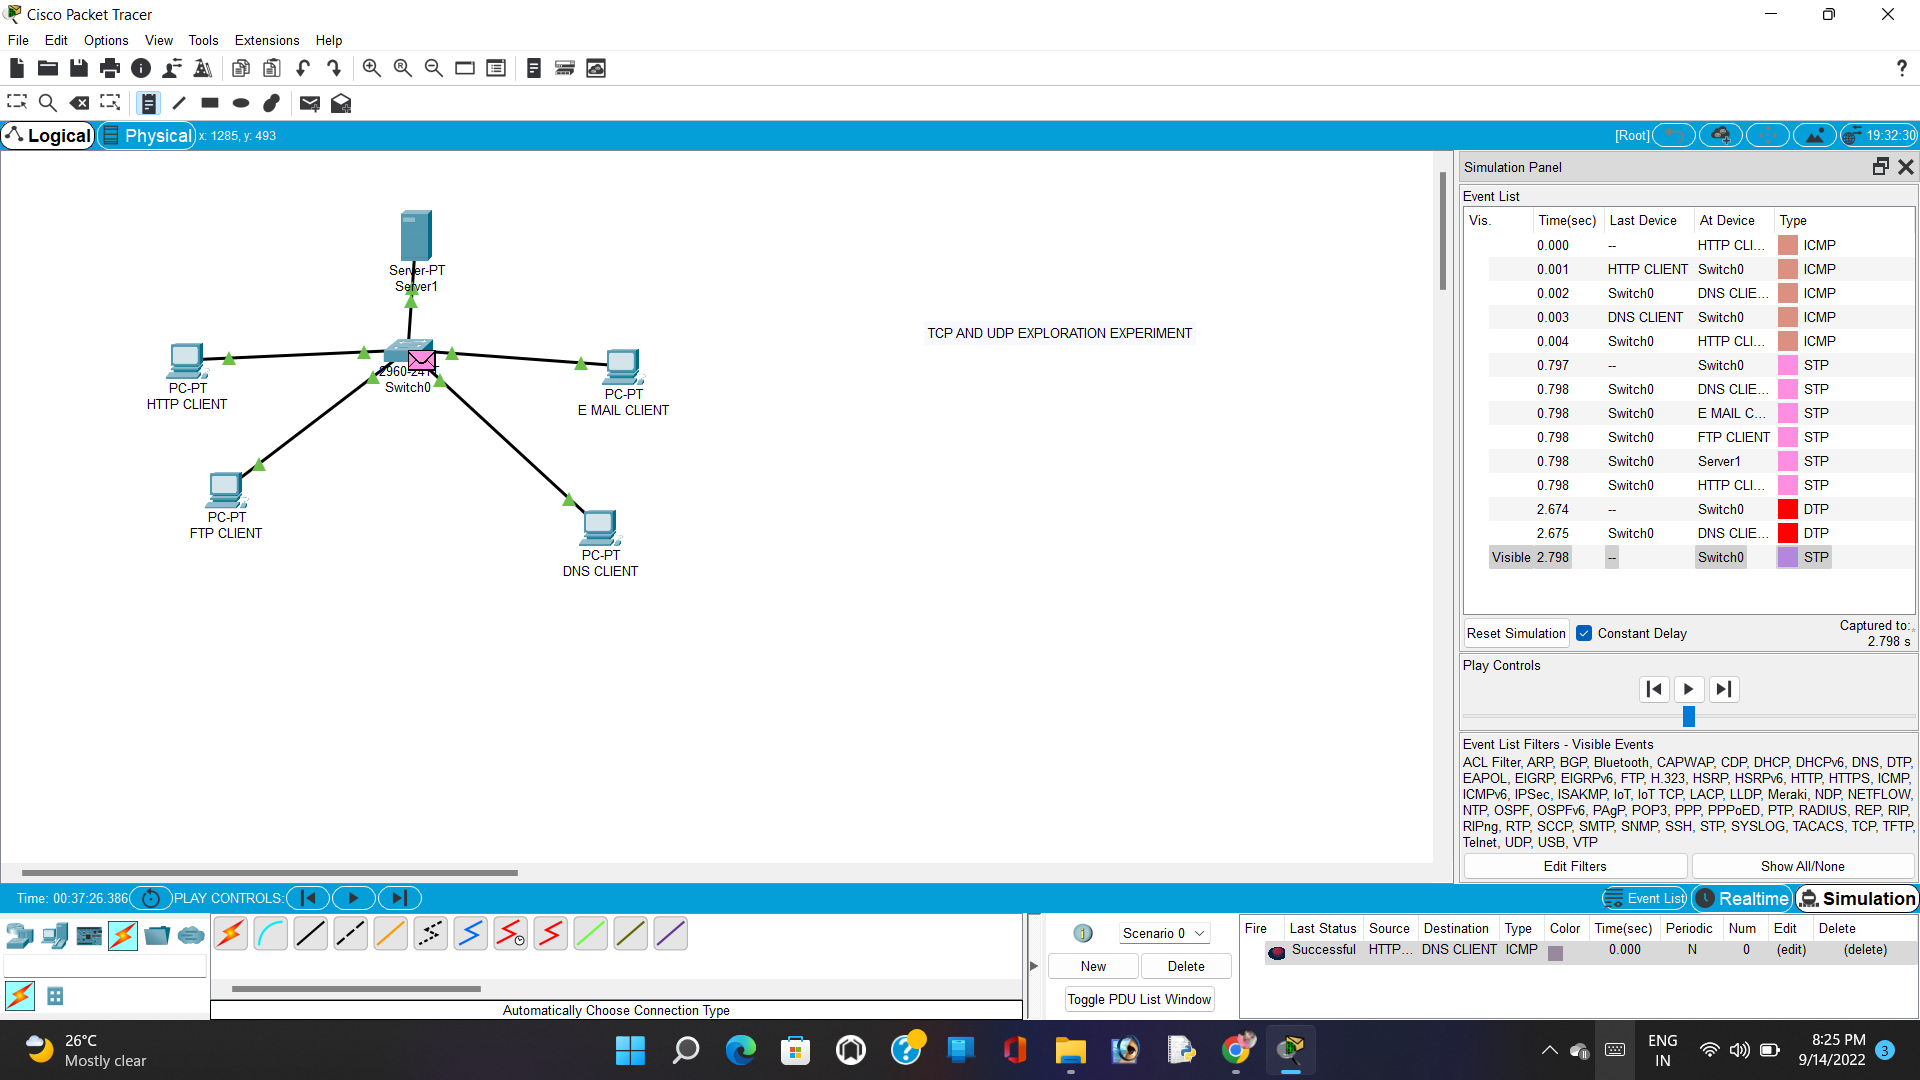 Cisco Packet Tracer
File Edit Options View Tools Extensions Help
Logical Physical x: 1285, y: 493 [Root] 19:32:30
Server-PT
Server1
2960-24TT
Switch0
PC-PT
HTTP CLIENT
PC-PT
E MAIL CLIENT
PC-PT
FTP CLIENT
PC-PT
DNS CLIENT
TCP AND UDP EXPLORATION EXPERIMENT
Simulation Panel
Event List
Vis. Time(sec) Last Device At Device Type
0.000 -- HTTP CLI... ICMP
0.001 HTTP CLIENT Switch0 ICMP
0.002 Switch0 DNS CLIE... ICMP
0.003 DNS CLIENT Switch0 ICMP
0.004 Switch0 HTTP CLI... ICMP
0.797 -- Switch0 STP
0.798 Switch0 DNS CLIE... STP
0.798 Switch0 E MAIL C... STP
0.798 Switch0 FTP CLIENT STP
0.798 Switch0 Server1 STP
0.798 Switch0 HTTP CLI... STP
2.674 -- Switch0 DTP
2.675 Switch0 DNS CLIE... DTP
Visible 2.798 -- Switch0 STP
Reset Simulation Constant Delay Captured to:
2.798 s
Play Controls
Event List Filters - Visible Events
ACL Filter, ARP, BGP, Bluetooth, CAPWAP, CDP, DHCP, DHCPv6, DNS, DTP,
EAPOL, EIGRP, EIGRPv6, FTP, H.323, HSRP, HSRPv6, HTTP, HTTPS, ICMP,
ICMPv6, IPSec, ISAKMP, IoT, IoT TCP, LACP, LLDP, Meraki, NDP, NETFLOW,
NTP, OSPF, OSPFv6, PAgP, POP3, PPP, PPPoED, PTP, RADIUS, REP, RIP,
RIPng, RTP, SCCP, SMTP, SNMP, SSH, STP, SYSLOG, TACACS, TCP, TFTP,
Telnet, UDP, USB, VTP
Edit Filters Show All/None
Time: 00:37:26.386 PLAY CONTROLS: Event List Realtime Simulation
Automatically Choose Connection Type
1 Scenario 0
New Delete
Toggle PDU List Window
Fire Last Status Source Destination Type Color Time(sec) Periodic Num Edit Delete
Successful HTTP... DNS CLIENT ICMP 0.000 N 0 (edit) (delete)
26°C
Mostly clear
ENG
IN
8:25 PM
9/14/2022
3